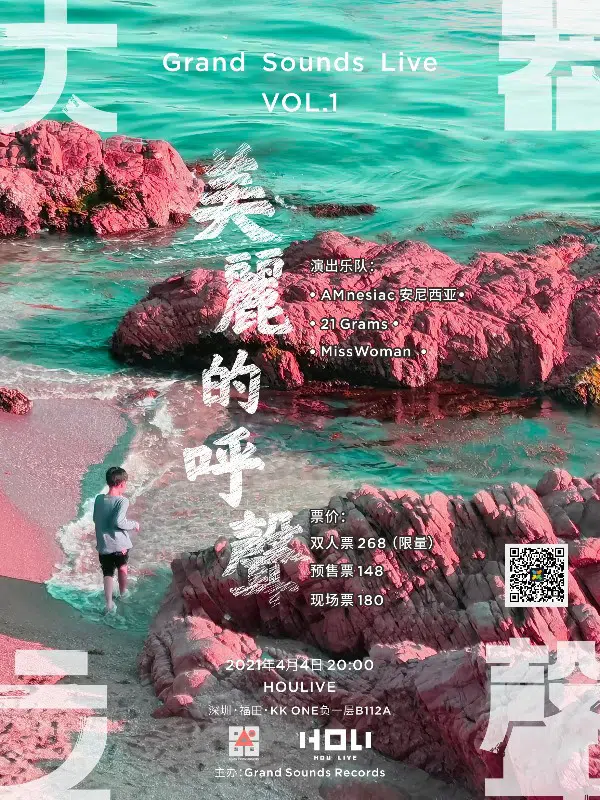 大
Grand Sounds Live
VOL.1
美麗的呼聲
演出乐队：
• AMnesiac 安尼西亚•
• 21 Grams •
• MissWoman •
票价：
双人票 268（限量）
预售票 148
现场票 180
2021年4月4日 20:00
HOULIVE
深圳·福田·KK ONE负一层B112A
HOLI
HOU LIVE
主办：Grand Sounds Records
聲